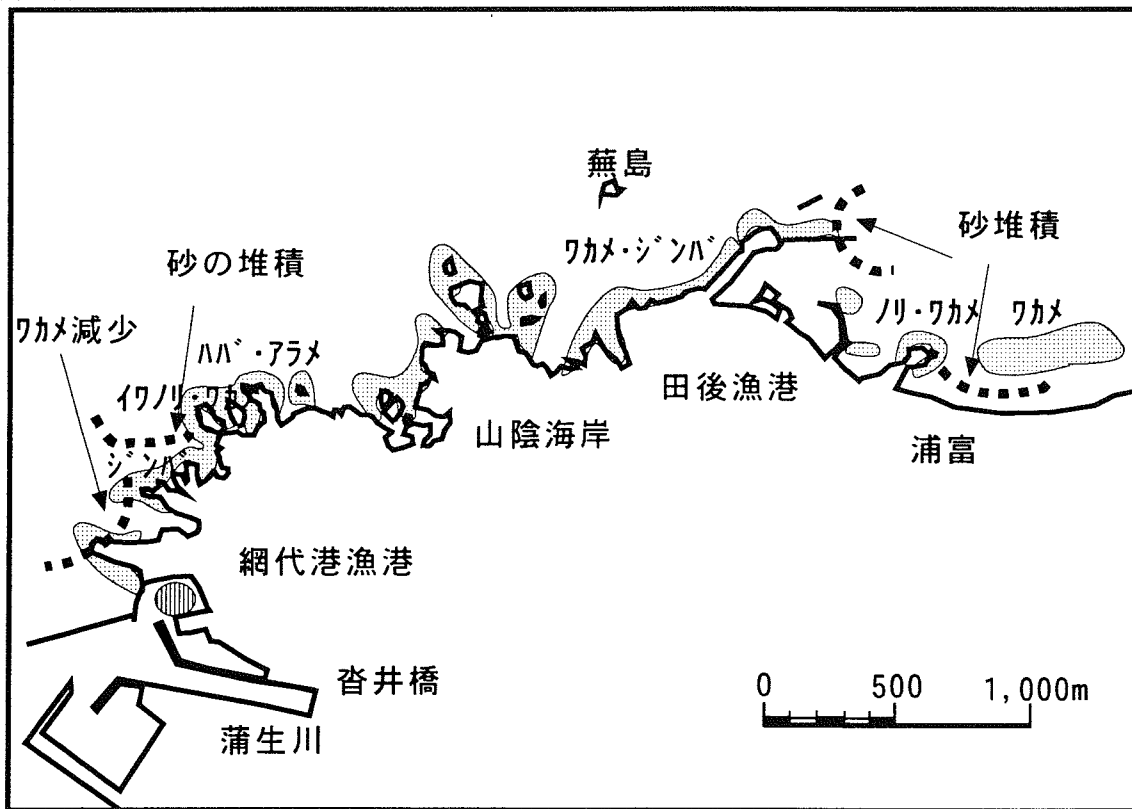 蕪島
砂堆積
ワカメ・ジンバ
砂の堆積
ワカメ減少
ノリ・ワカメ
ワカメ
ハバ・アラメ
イワノリ・ワカ
田後漁港
山陰海岸
浦富
ジンバ
網代港漁港
沓井橋
蒲生川
0 500 1,000m